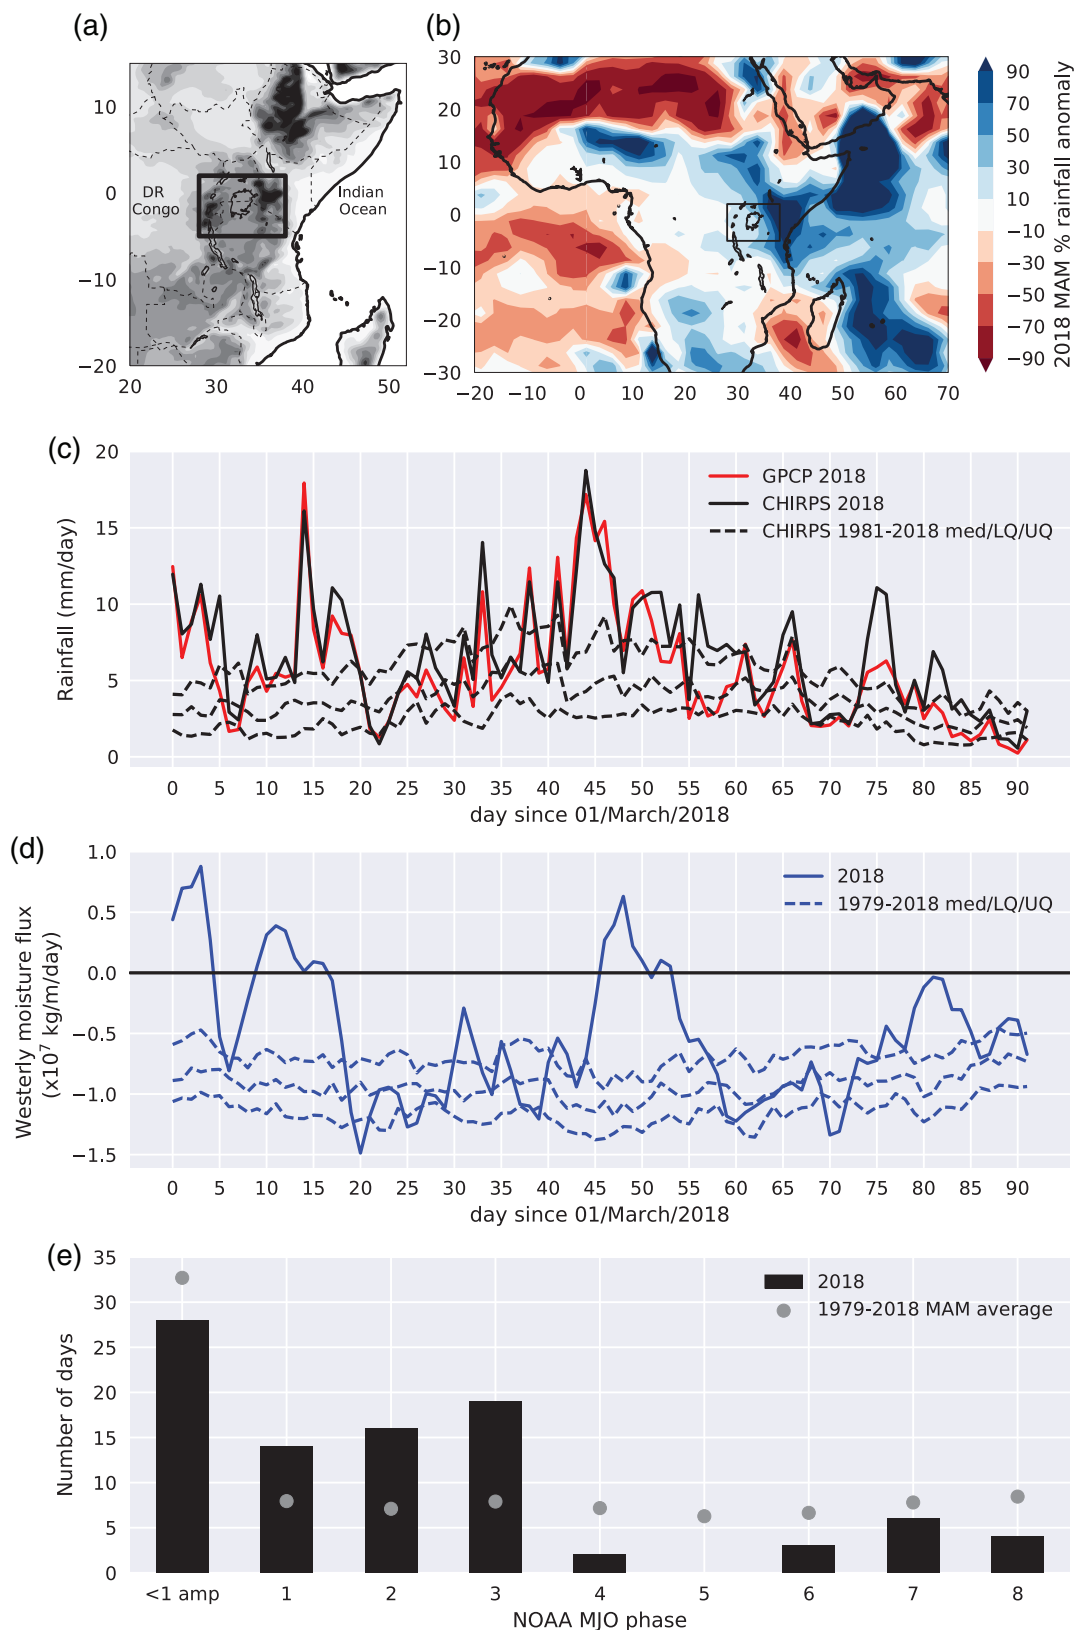 (a)
10
0
−10
−20
20
30
40
50
DR
Congo
Indian
Ocean
(b)
30
20
10
0
−10
−20
−30
−20
−10
0
10
20
30
40
50
60
70
90
70
50
30
10
−10
−30
−50
−70
−90
2018 MAM % rainfall anomaly
(c)
20
15
10
5
0
Rainfall (mm/day)
GPCP 2018
CHIRPS 2018
CHIRPS 1981-2018 med/LQ/UQ
0 5 10 15 20 25 30 35 40 45 50 55 60 65 70 75 80 85 90
day since 01/March/2018
(d)
1.0
0.5
0.0
−0.5
−1.0
−1.5
Westerly moisture flux
(x10⁷ kg/m/day)
2018
1979-2018 med/LQ/UQ
0 5 10 15 20 25 30 35 40 45 50 55 60 65 70 75 80 85 90
day since 01/March/2018
(e)
35
30
25
20
15
10
5
0
Number of days
2018
1979-2018 MAM average
<1 amp 1 2 3 4 5 6 7 8
NOAA MJO phase